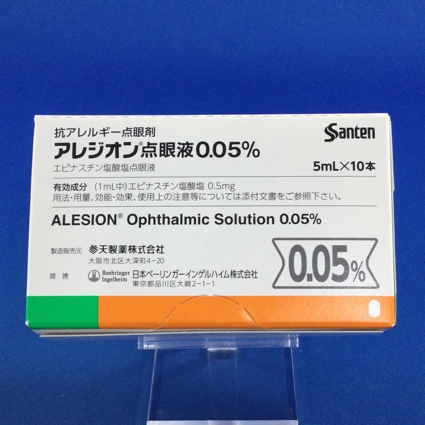 抗アレルギー点眼剤
Santen
アレジオン®点眼液0.05%
エピナスチン塩酸塩点眼液
5mL×10本
有効成分 (1mL中)エピナスチン塩酸塩 0.5mg
用法・用量、効能・効果、使用上の注意等については添付文書をご参照下さい。
ALESION® Ophthalmic Solution 0.05%
製造販売元 参天製薬株式会社
大阪市北区大深町4-20
0.05%
提携 Boehringer Ingelheim 日本ベーリンガーインゲルハイム株式会社
東京都品川区大崎2-1-1